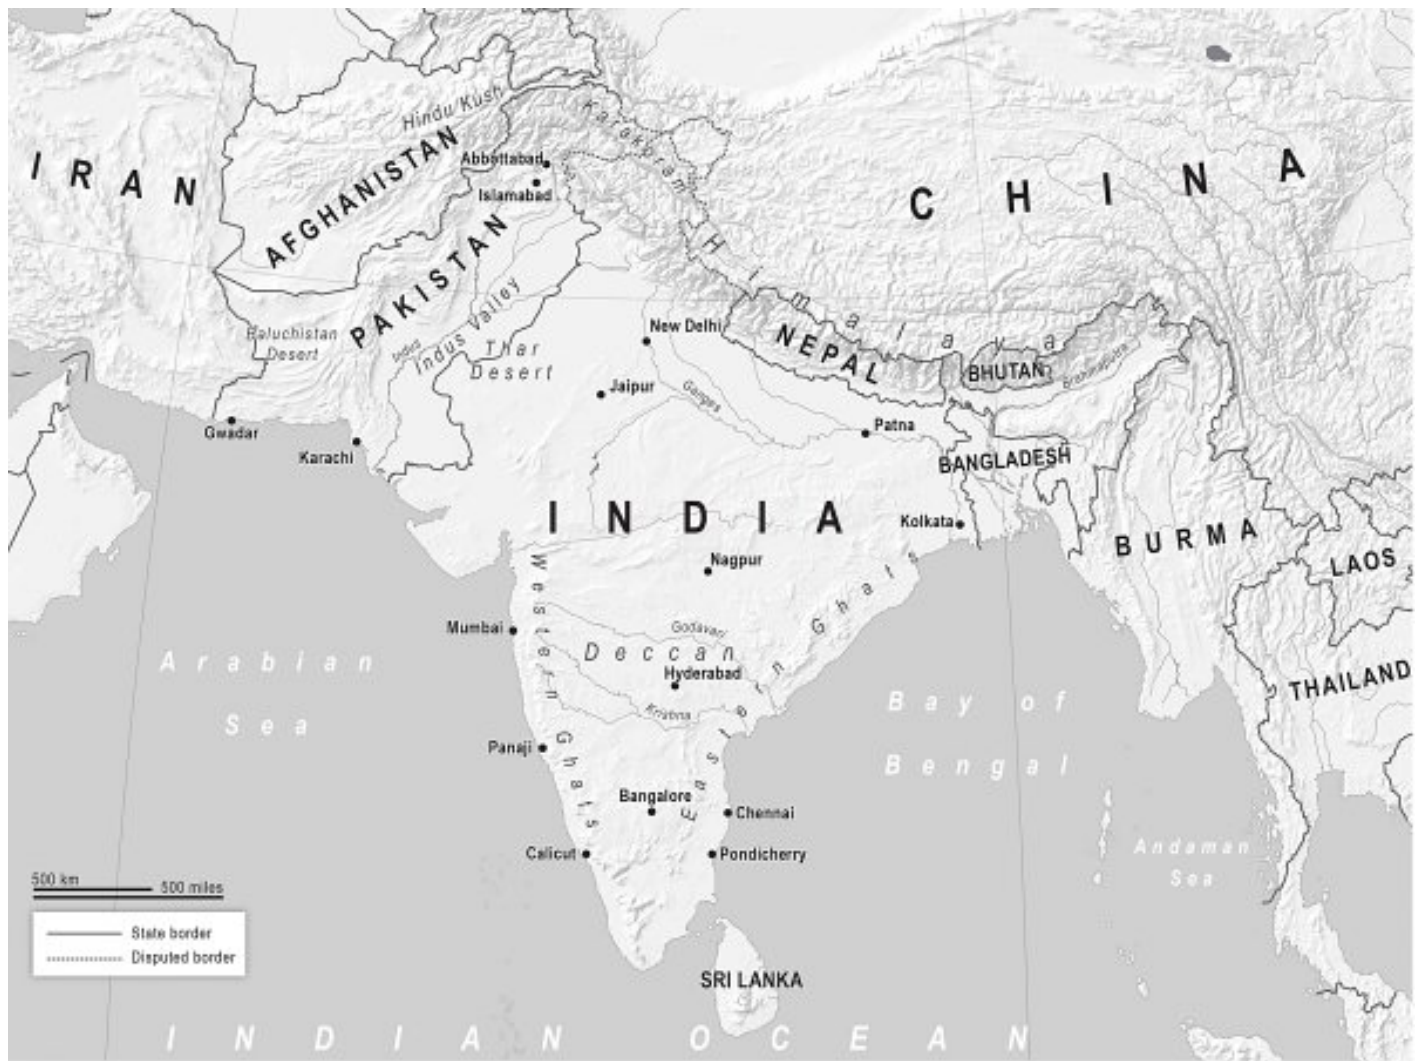 Hindu Kush
Karakoram
IRAN
AFGHANISTAN
Abbottabad
Islamabad
CHINA
PAKISTAN
Himalaya
Baluchistan
Desert
Indus
Indus Valley
Thar
Desert
New Delhi
NEPAL
BHUTAN
Brahmaputra
Jaipur
Ganges
Patna
Gwadar
Karachi
BANGLADESH
INDIA
Kolkata
BURMA
LAOS
Nagpur
Western Ghats
Eastern Ghats
Mumbai
Godavari
Deccan
Hyderabad
Krishna
THAILAND
Arabian
Sea
Bay of
Bengal
Panaji
Bangalore
Chennai
Calicut
Pondicherry
Andaman
Sea
500 km
500 miles
State border
Disputed border
SRI LANKA
INDIAN OCEAN